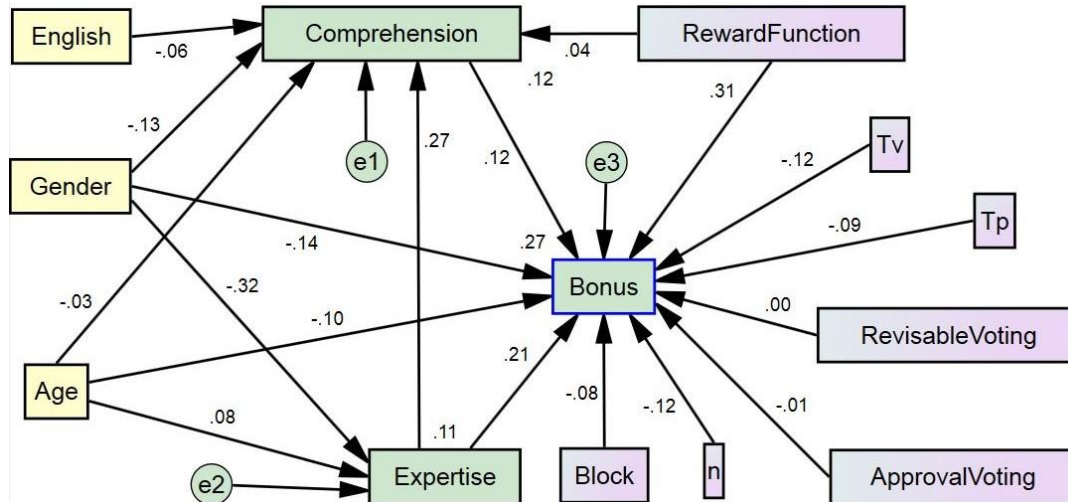 English
Comprehension
RewardFunction
-.06
.04
.12
.31
-.13
.27
.12
e1
e3
Tv
-.12
Gender
Tp
-.09
-.14
.27
Bonus
-.03
-.32
-.10
.00
RevisableVoting
Age
.21
-.08
-.12
-.01
.08
.11
e2
Expertise
Block
n
ApprovalVoting